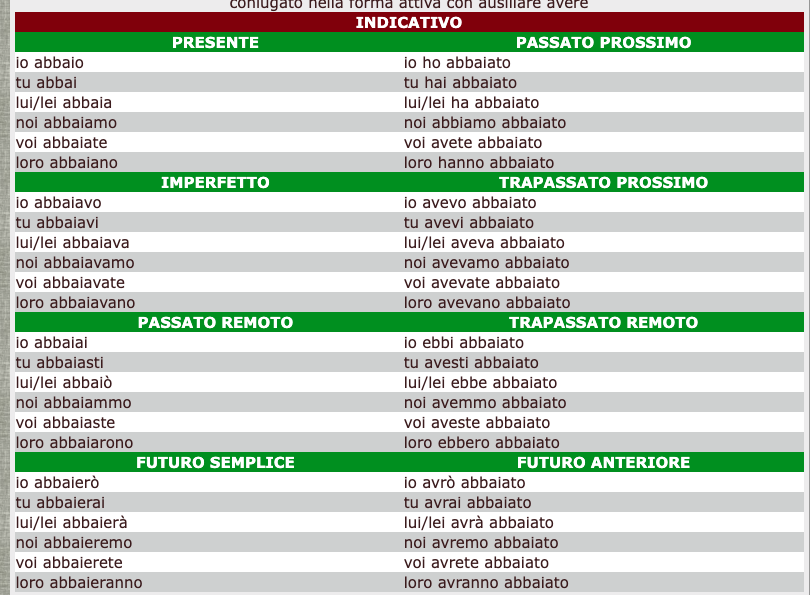 coniugato nella forma attiva con ausiliare avere
INDICATIVO
PRESENTE PASSATO PROSSIMO
io abbaio io ho abbaiato
tu abbai tu hai abbaiato
lui/lei abbaia lui/lei ha abbaiato
noi abbaiamo noi abbiamo abbaiato
voi abbaiate voi avete abbaiato
loro abbaiano loro hanno abbaiato
IMPERFETTO TRAPASSATO PROSSIMO
io abbaiavo io avevo abbaiato
tu abbaiavi tu avevi abbaiato
lui/lei abbaiava lui/lei aveva abbaiato
noi abbaiavamo noi avevamo abbaiato
voi abbaiavate voi avevate abbaiato
loro abbaiavano loro avevano abbaiato
PASSATO REMOTO TRAPASSATO REMOTO
io abbaiai io ebbi abbaiato
tu abbaiasti tu avesti abbaiato
lui/lei abbaiò lui/lei ebbe abbaiato
noi abbaiammo noi avemmo abbaiato
voi abbaiaste voi aveste abbaiato
loro abbaiarono loro ebbero abbaiato
FUTURO SEMPLICE FUTURO ANTERIORE
io abbaierò io avrò abbaiato
tu abbaierai tu avrai abbaiato
lui/lei abbaierà lui/lei avrà abbaiato
noi abbaieremo noi avremo abbaiato
voi abbaierete voi avrete abbaiato
loro abbaieranno loro avranno abbaiato